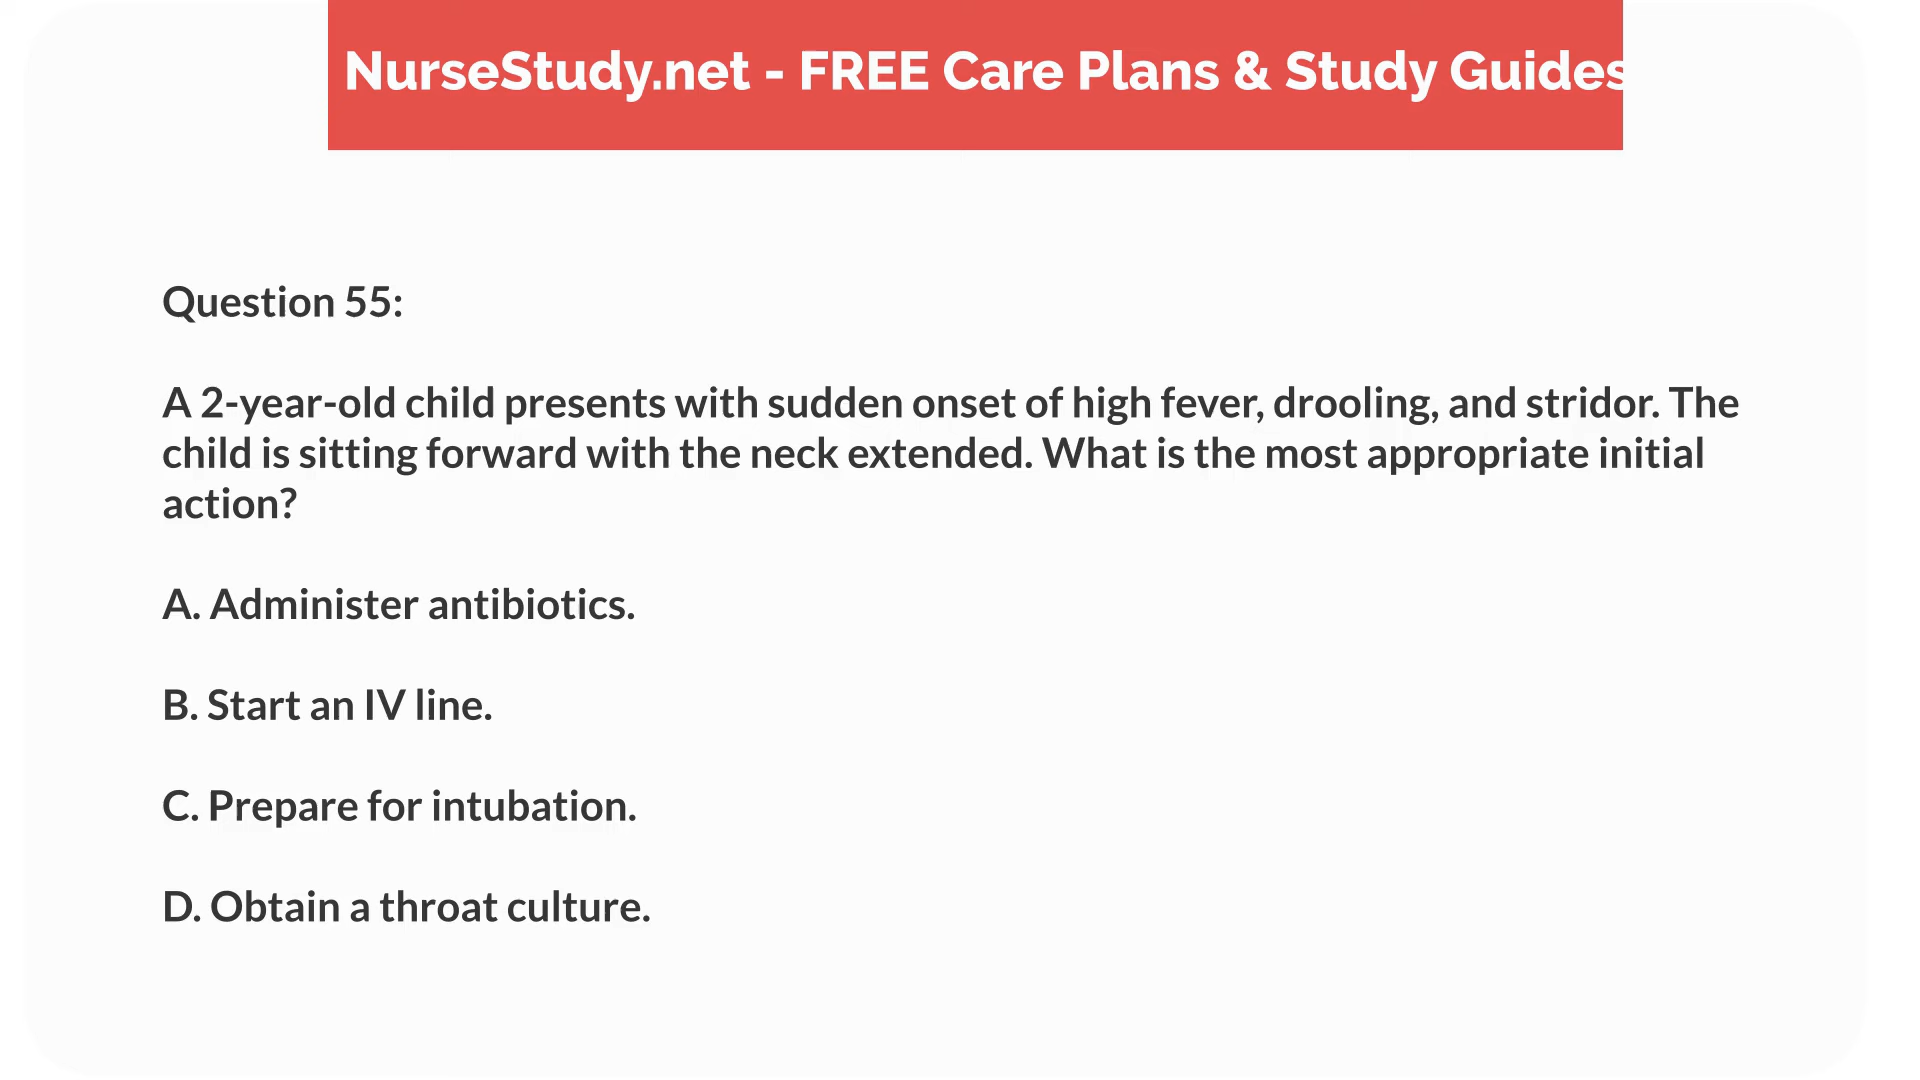 NurseStudy.net - FREE Care Plans & Study Guides
Question 55:
A 2-year-old child presents with sudden onset of high fever, drooling, and stridor. The
child is sitting forward with the neck extended. What is the most appropriate initial
action?
A. Administer antibiotics.
B. Start an IV line.
C. Prepare for intubation.
D. Obtain a throat culture.